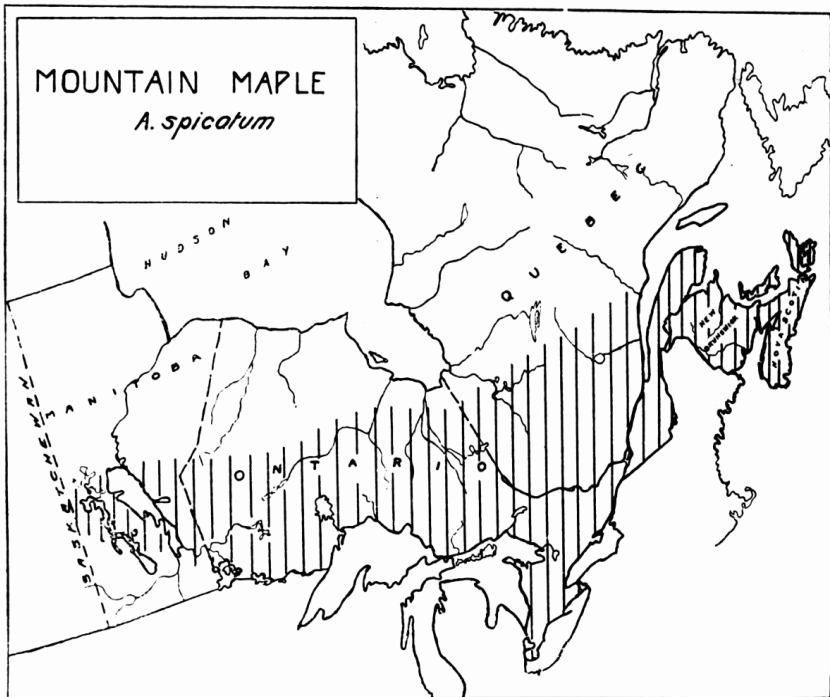 MOUNTAIN MAPLE
A. spicatum
HUDSON
BAY
QUEBEC
MANITOBA
SASKATCHEWAN
ONTARIO
NEW
BRUNSWICK
NOVA SCOTIA